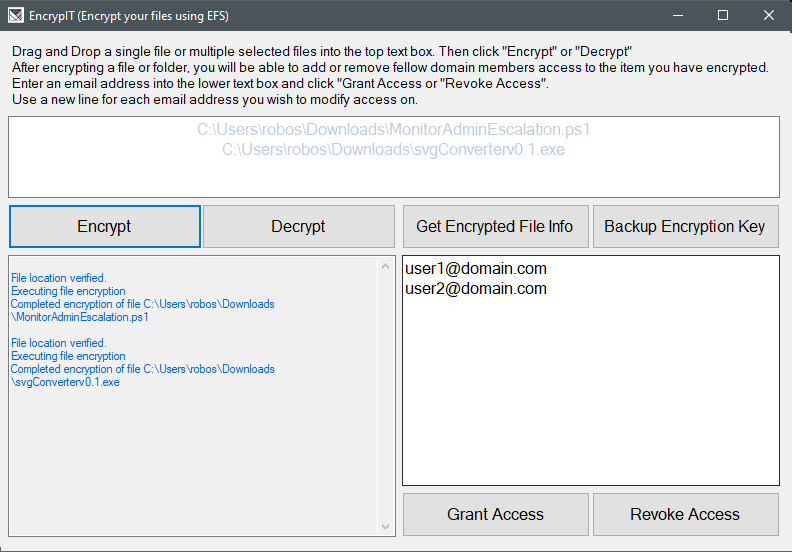 EncrypIT (Encrypt your files using EFS)
Drag and Drop a single file or multiple selected files into the top text box. Then click "Encrypt" or "Decrypt"
After encrypting a file or folder, you will be able to add or remove fellow domain members access to the item you have encrypted.
Enter an email address into the lower text box and click "Grant Access or "Revoke Access".
Use a new line for each email address you wish to modify access on.
C:\Users\robos\Downloads\MonitorAdminEscalation.ps1
C:\Users\robos\Downloads\svgConverterv0.1.exe
Encrypt
Decrypt
Get Encrypted File Info
Backup Encryption Key
File location verified.
Executing file encryption
Completed encryption of file C:\Users\robos\Downloads
\MonitorAdminEscalation.ps1
File location verified.
Executing file encryption
Completed encryption of file C:\Users\robos\Downloads
\svgConverterv0.1.exe
user1@domain.com
user2@domain.com
Grant Access
Revoke Access